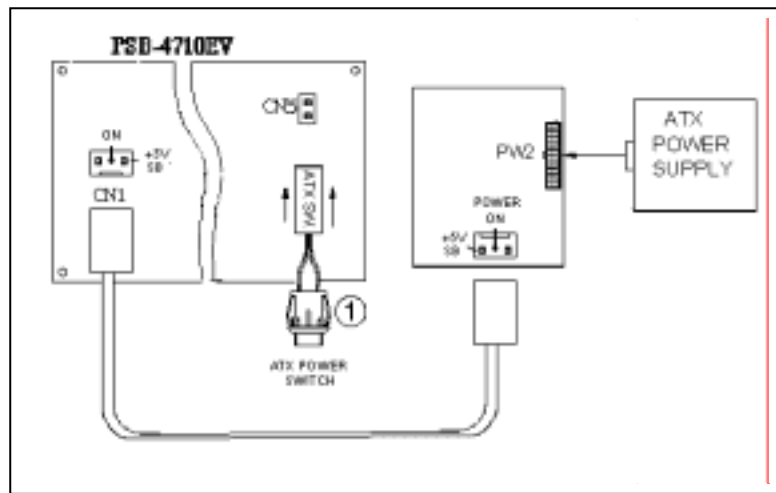 PSB-4710EV
CN5
ON
+5V
SB
CN1
ATX SW
1
ATX POWER
SWITCH
PW2
POWER
ON
+5V
SB
ATX
POWER
SUPPLY